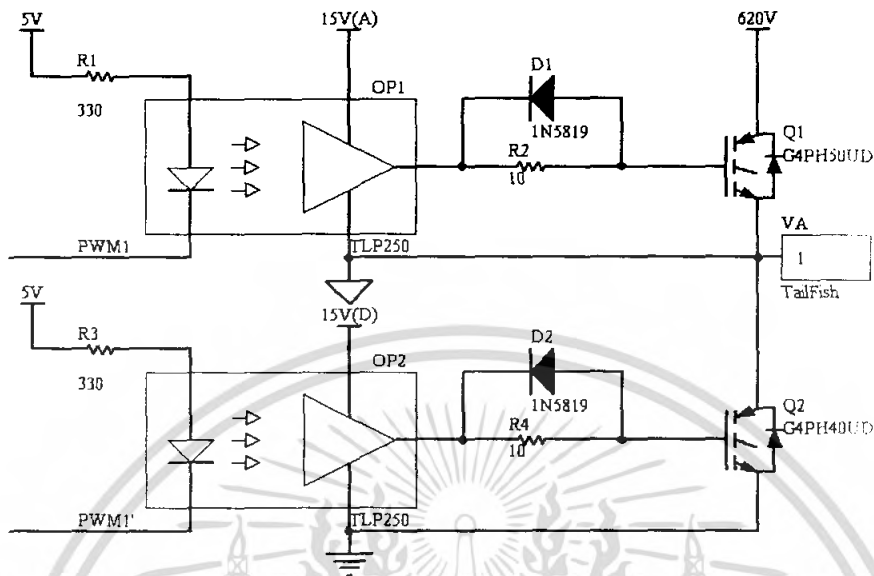 5V
15V(A)
620V
R1
330
OP1
D1
1N5819
R2
10
Q1
G4PH50UD
PWM1
TLP250
VA
1
TailFish
5V
15V(D)
R3
330
OP2
D2
1N5819
R4
10
Q2
G4PH40UD
PWM1'
TLP250